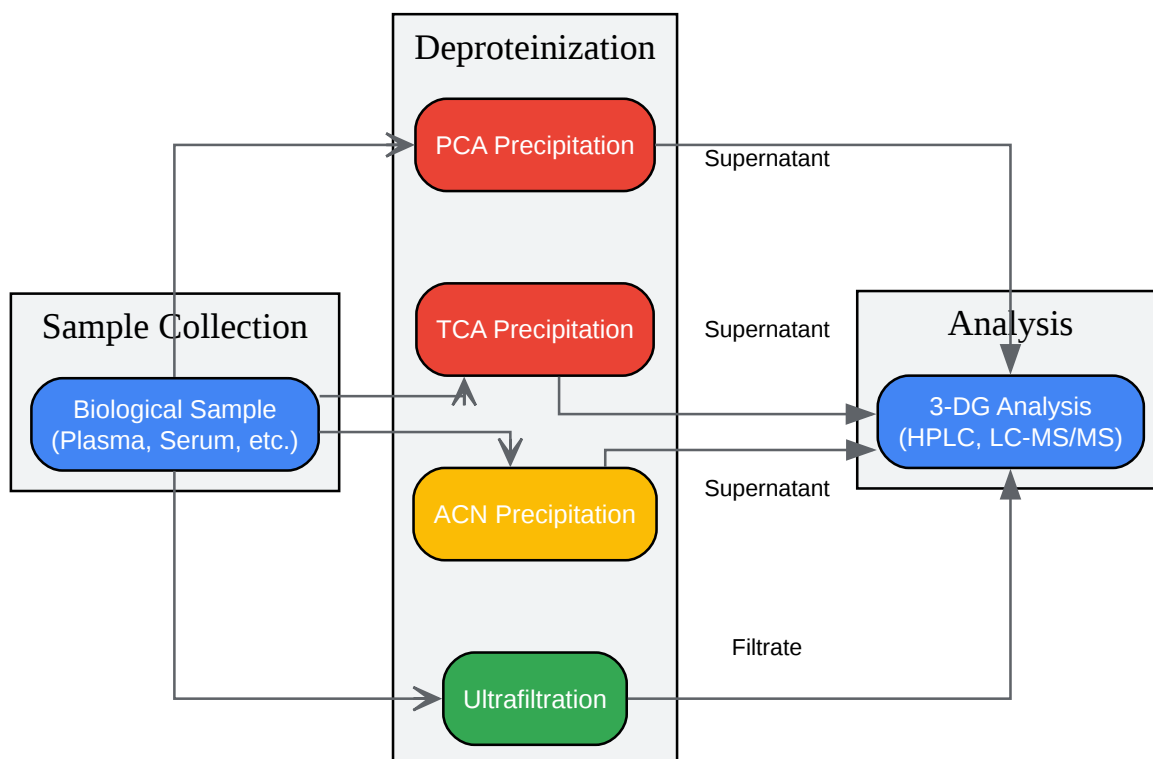 Deproteinization
PCA Precipitation
Supernatant
Sample Collection
Biological Sample
(Plasma, Serum, etc.)
TCA Precipitation
Supernatant
Analysis
3-DG Analysis
(HPLC, LC-MS/MS)
ACN Precipitation
Supernatant
Ultrafiltration
Filtrate